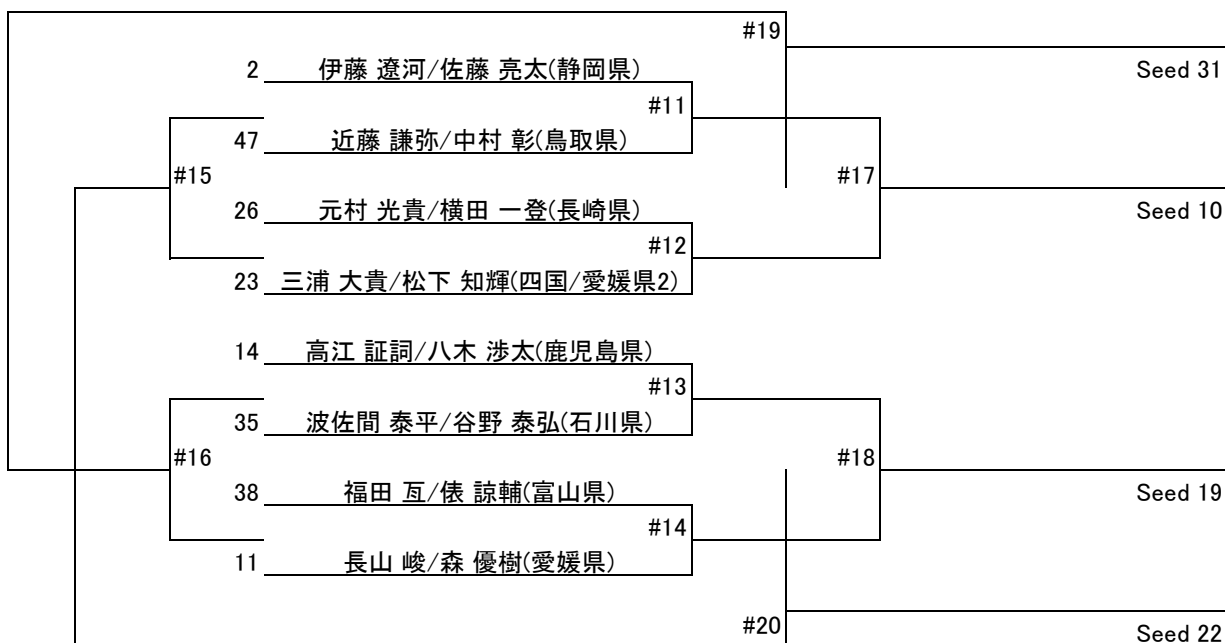 #19
2 伊藤 遼河/佐藤 亮太(静岡県)
Seed 31
#11
47 近藤 謙弥/中村 彰(鳥取県)
#15
#17
26 元村 光貴/横田 一登(長崎県)
Seed 10
#12
23 三浦 大貴/松下 知輝(四国/愛媛県2)
14 高江 証詞/八木 渉太(鹿児島県)
#13
35 波佐間 泰平/谷野 泰弘(石川県)
#16
#18
38 福田 亙/俵 諒輔(富山県)
Seed 19
#14
11 長山 峻/森 優樹(愛媛県)
#20
Seed 22